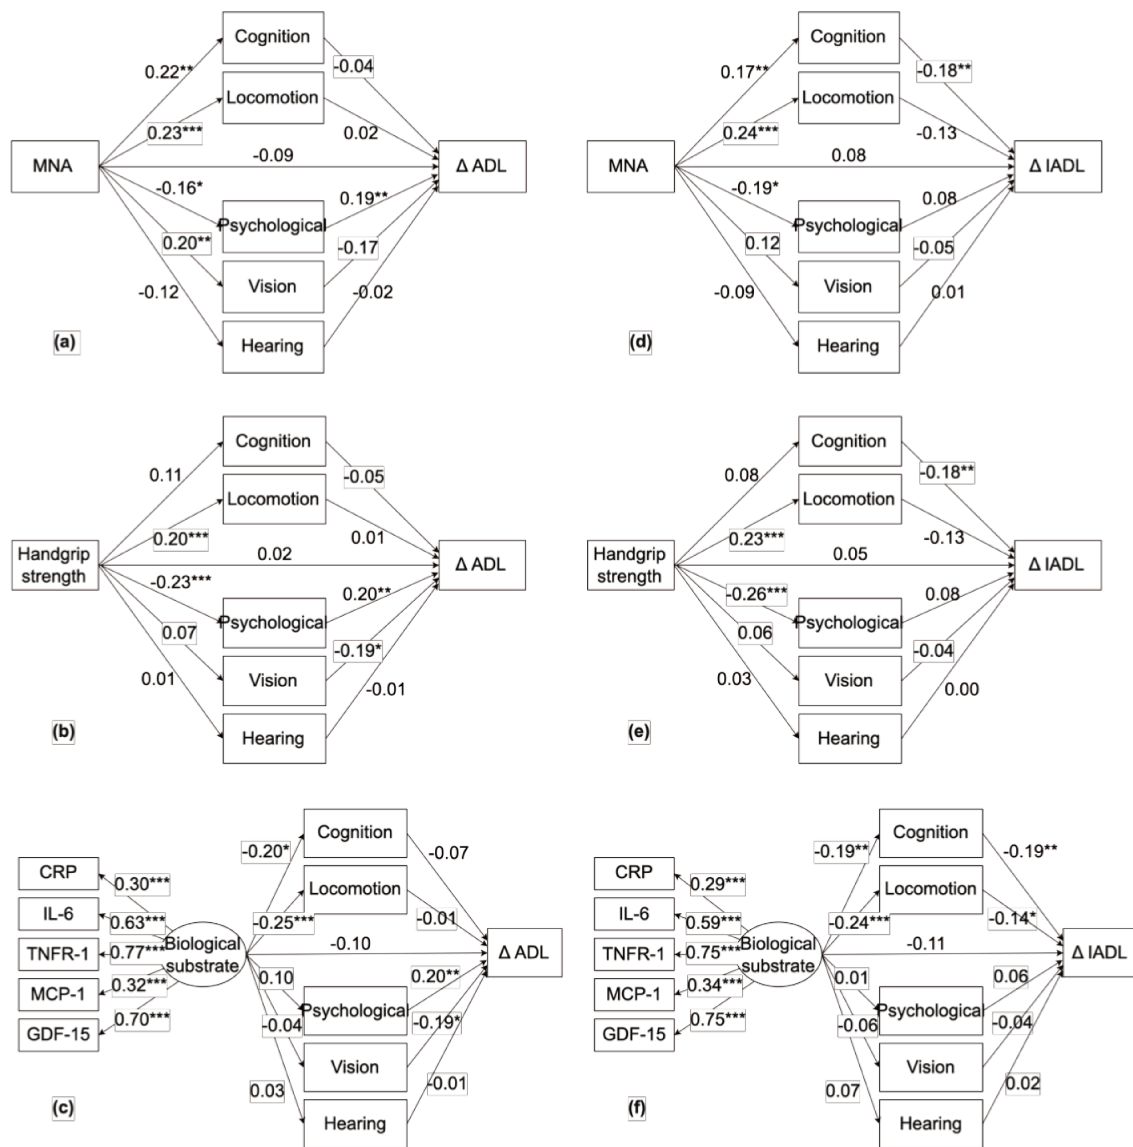 Cognition
0.22**
-0.04
Locomotion
0.23***
0.02
MNA
-0.09
Δ ADL
-0.16*
0.19**
Psychological
0.20**
-0.17
Vision
-0.12
-0.02
(a)
Hearing
Cognition
0.17**
-0.18**
Locomotion
0.24***
-0.13
MNA
0.08
Δ IADL
-0.19*
0.08
Psychological
0.12
-0.05
Vision
-0.09
0.01
(d)
Hearing
Cognition
0.11
-0.05
Locomotion
0.20***
0.01
Handgrip
strength
0.02
Δ ADL
-0.23***
0.20**
Psychological
0.07
-0.19*
Vision
0.01
-0.01
(b)
Hearing
Cognition
0.08
-0.18**
Locomotion
0.23***
-0.13
Handgrip
strength
0.05
Δ IADL
-0.26***
0.08
Psychological
0.06
-0.04
Vision
0.03
0.00
(e)
Hearing
Cognition
-0.20*
-0.07
CRP
0.30***
Locomotion
IL-6
0.63***
-0.25***
-0.01
TNFR-1
0.77***
Biological
substrate
-0.10
Δ ADL
MCP-1
0.32***
0.10
0.20**
Psychological
GDF-15
0.70***
-0.04
-0.19*
Vision
0.03
-0.01
(c)
Hearing
Cognition
-0.19**
-0.19**
CRP
0.29***
Locomotion
IL-6
0.59***
-0.24***
-0.14*
TNFR-1
0.75***
Biological
substrate
-0.11
Δ IADL
MCP-1
0.34***
0.01
0.06
Psychological
GDF-15
0.75***
-0.06
-0.04
Vision
0.07
0.02
(f)
Hearing